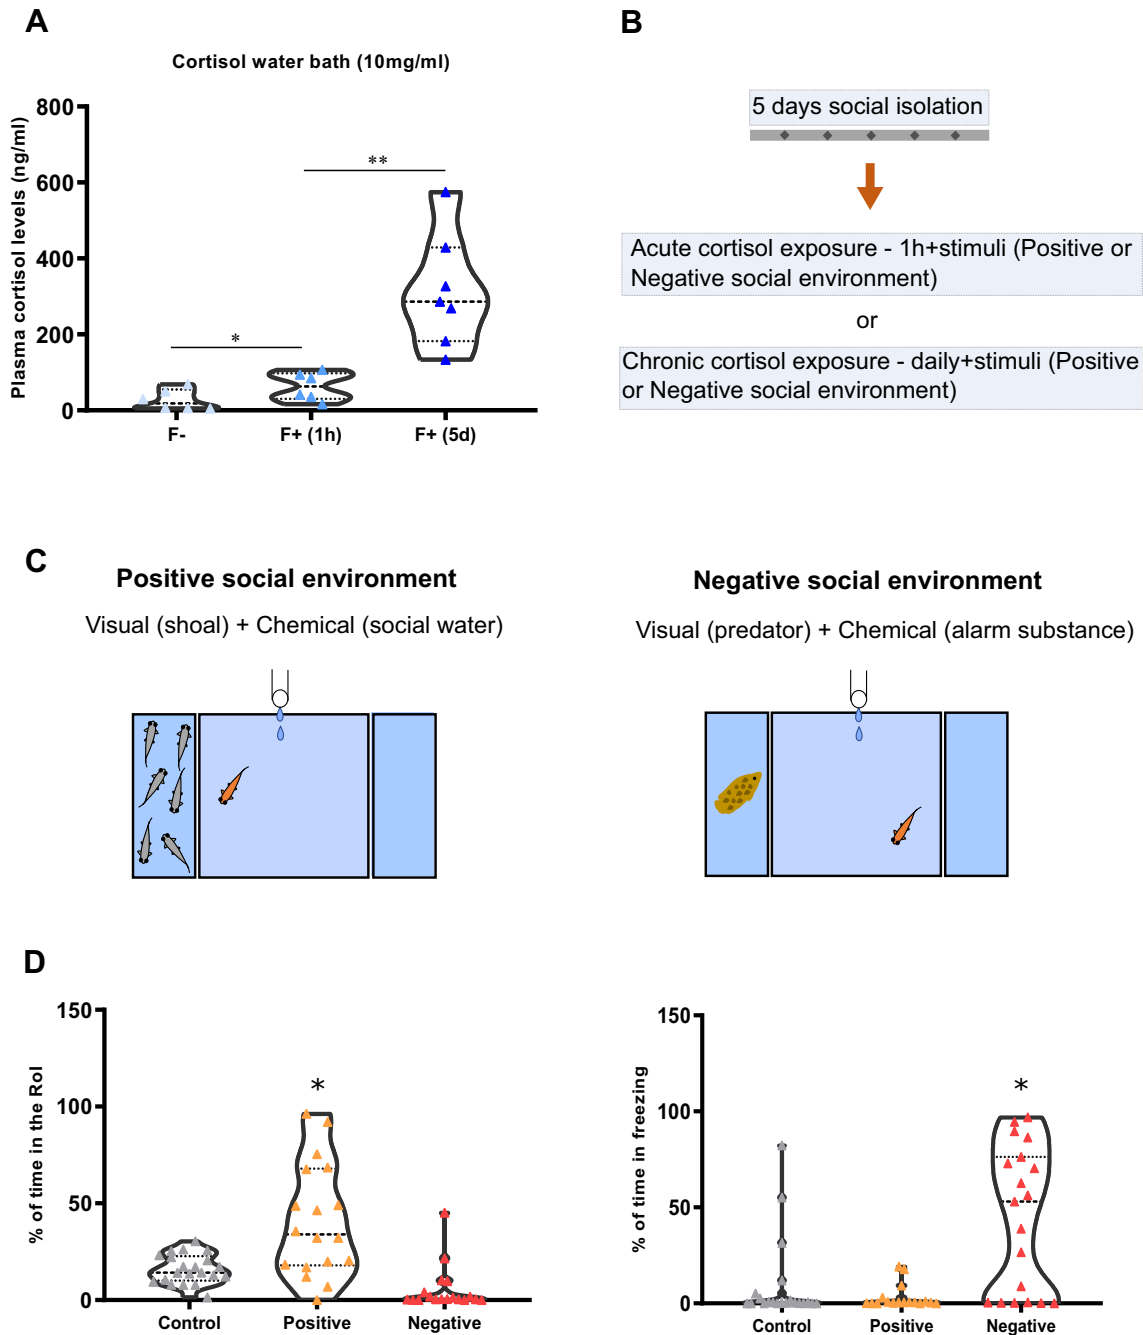 A
Cortisol water bath (10mg/ml)
Plasma cortisol levels (ng/ml)
800
600
400
200
0
*
**
F-
F+ (1h)
F+ (5d)
B
5 days social isolation
Acute cortisol exposure - 1h+stimuli (Positive or
Negative social environment)
or
Chronic cortisol exposure - daily+stimuli (Positive
or Negative social environment)
C
Positive social environment
Visual (shoal) + Chemical (social water)
Negative social environment
Visual (predator) + Chemical (alarm substance)
D
% of time in the RoI
150
100
50
0
*
Control
Positive
Negative
% of time in freezing
150
100
50
0
*
Control
Positive
Negative